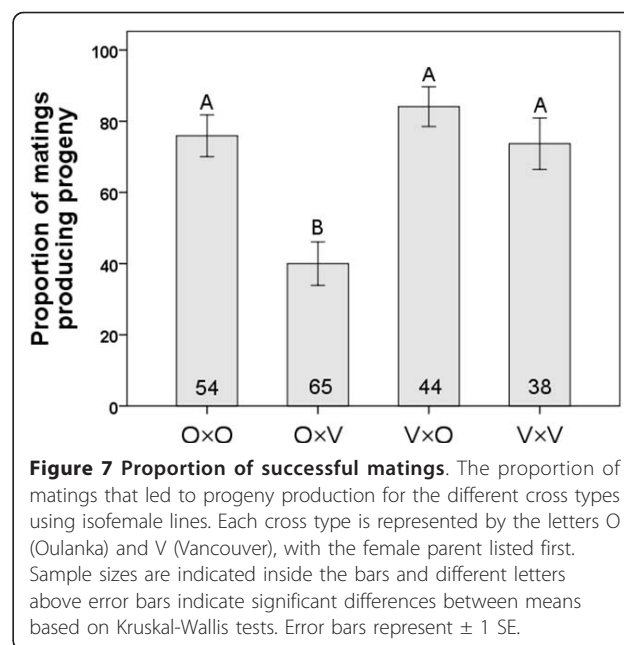 Proportion of matings
producing progeny
100
80
60
40
20
0
A
B
A
A
54
65
44
38
O×O
O×V
V×O
V×V
Figure 7 Proportion of successful matings. The proportion of
matings that led to progeny production for the different cross types
using isofemale lines. Each cross type is represented by the letters O
(Oulanka) and V (Vancouver), with the female parent listed first.
Sample sizes are indicated inside the bars and different letters
above error bars indicate significant differences between means
based on Kruskal-Wallis tests. Error bars represent ± 1 SE.